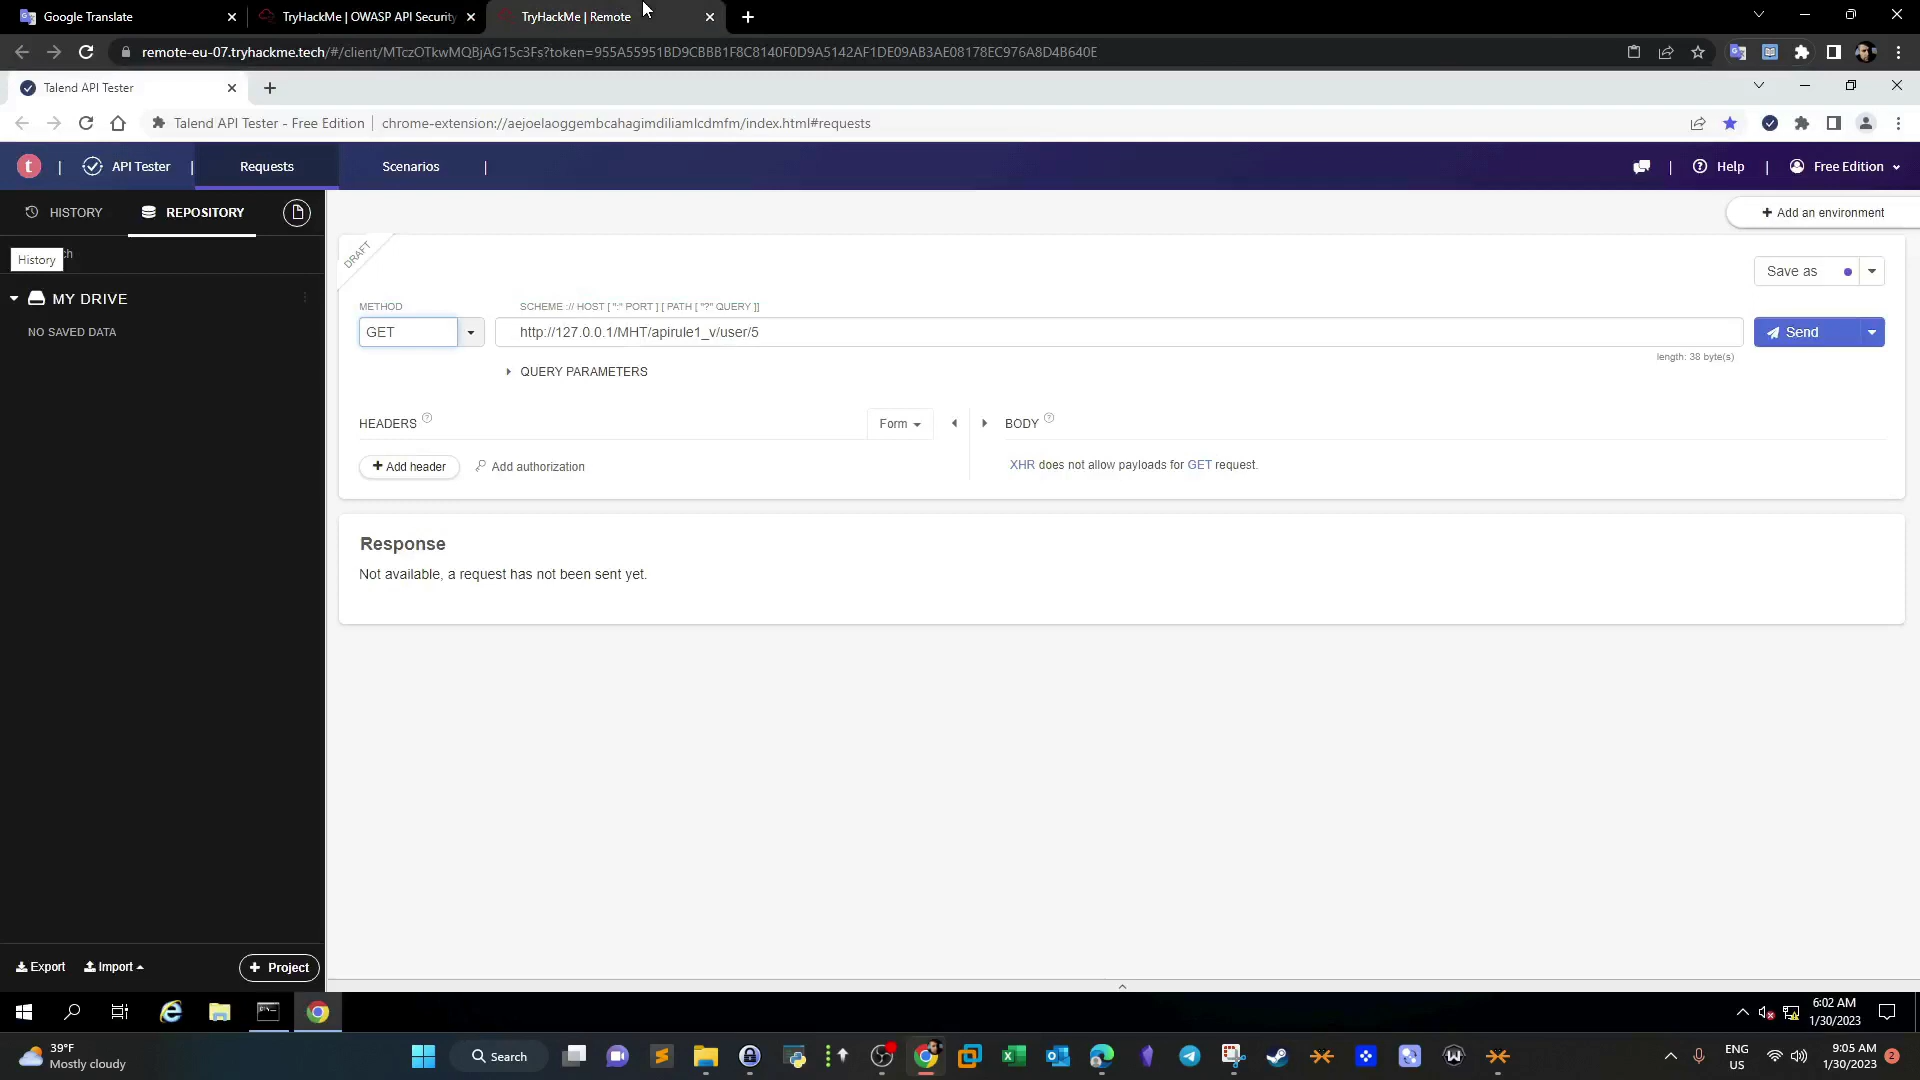 Google Translate
TryHackMe | OWASP API Security
TryHackMe | Remote
remote-eu-07.tryhackme.tech/#/client/MTczOTkwMQBjAG15c3Fs?token=955A55951BD9CBBB1F8C8140F0D9A5142AF1DE09AB3AE08178EC976A8D4B640E
Talend API Tester
Talend API Tester - Free Edition
chrome-extension://aejoelaoggembcahagimdiliamlcdmfm/index.html#requests
t | API Tester | Requests Scenarios | | Help | Free Edition
HISTORY REPOSITORY
Add an environment
History
ch
DRAFT
MY DRIVE
NO SAVED DATA
Save as
METHOD
SCHEME :// HOST [ ":" PORT ] [ PATH [ "?" QUERY ]]
GET
http://127.0.0.1/MHT/apirule1_v/user/5
Send
length: 38 byte(s)
QUERY PARAMETERS
HEADERS ?
Form
BODY ?
Add header
Add authorization
XHR does not allow payloads for GET request.
Response
Not available, a request has not been sent yet.
Export
Import
+ Project
6:02 AM
1/30/2023
39°F
Mostly cloudy
Search
ENG
US
9:05 AM
1/30/2023
2